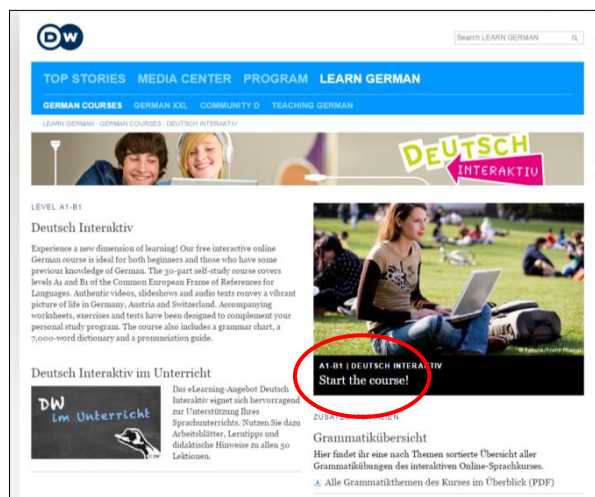 DW
Search LEARN GERMAN
TOP STORIES MEDIA CENTER PROGRAM LEARN GERMAN
GERMAN COURSES GERMAN XXL COMMUNITY D TEACHING GERMAN
LEARN GERMAN / GERMAN COURSES / DEUTSCH INTERAKTIV
DEUTSCH
INTERAKTIV
LEVEL A1-B1
Deutsch Interaktiv
Experience a new dimension of learning! Our free interactive online
German course is ideal for both beginners and those who have some
previous knowledge of German. The 30-part self-study course covers
levels A1 and B1 of the Common European Frame of References for
Languages. Authentic videos, slideshows and audio texts convey a vibrant
picture of life in Germany, Austria and Switzerland. Accompanying
worksheets, exercises and tests have been designed to complement your
personal study program. The course also includes a grammar chart, a
7,000-word dictionary and a pronunciation guide.
Deutsch Interaktiv im Unterricht
DW
im Unterricht
Das eLearning-Angebot Deutsch
Interaktiv eignet sich hervorragend
zur Unterstützung Ihres
Sprachunterrichts. Nutzen Sie dazu
Arbeitsblätter, Lerntipps und
didaktische Hinweise zu allen 30
Lektionen.
A1-B1 | DEUTSCH INTERAKTIV
Start the course!
ZUSATZMATERIALIEN
Grammatikübersicht
Hier findet ihr eine nach Themen sortierte Übersicht aller
Grammatikübungen des interaktiven Online-Sprachkurses.
Alle Grammatikthemen des Kurses im Überblick (PDF)